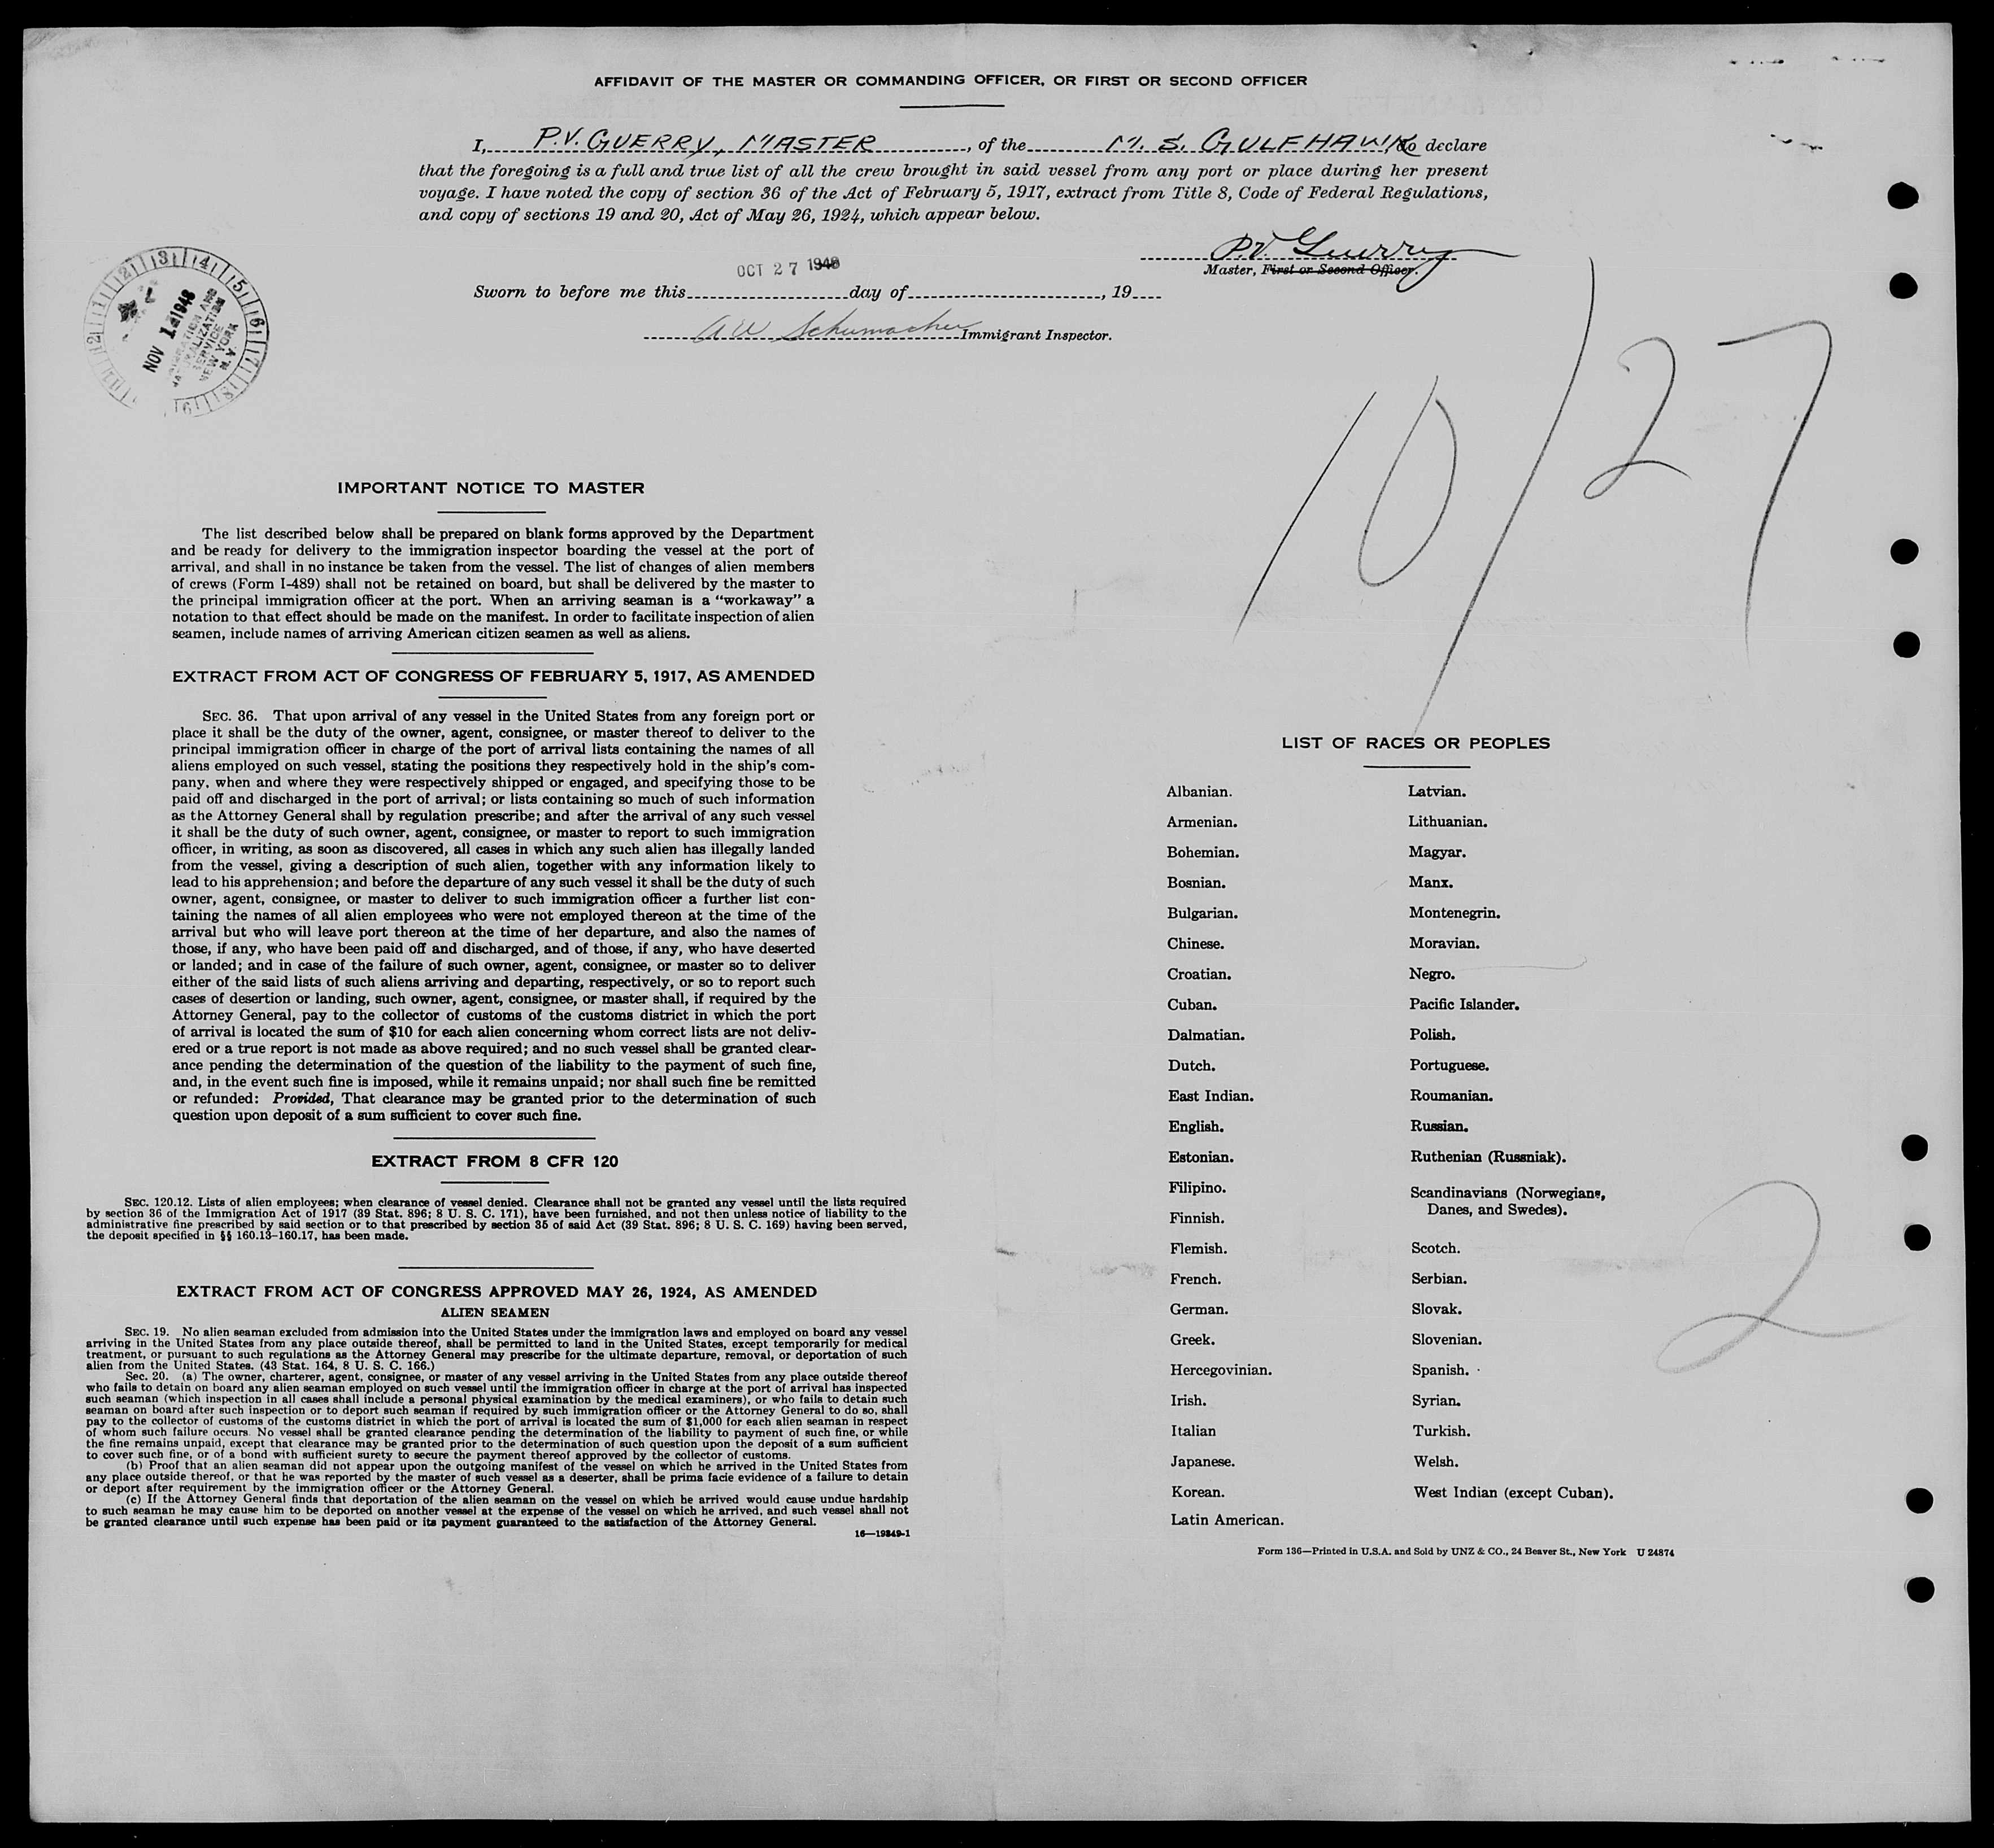 AFFIDAVIT OF THE MASTER OR COMMANDING OFFICER, OR FIRST OR SECOND OFFICER
I, P.V. GUERRY, MASTER, of the M. S. GULFHAWK, do declare
that the foregoing is a full and true list of all the crew brought in said vessel from any port or place during her present
voyage. I have noted the copy of section 36 of the Act of February 5, 1917, extract from Title 8, Code of Federal Regulations,
and copy of sections 19 and 20, Act of May 26, 1924, which appear below.
P.V. Guerry
Master, First or Second Officer.
OCT 27 1948
Sworn to before me this day of , 19
A W Schumacher Immigrant Inspector.
NOV 1 1948
IMMIGRATION AND
NATURALIZATION
SERVICE
NEW YORK
N. Y.
10/27
IMPORTANT NOTICE TO MASTER
The list described below shall be prepared on blank forms approved by the Department
and be ready for delivery to the immigration inspector boarding the vessel at the port of
arrival, and shall in no instance be taken from the vessel. The list of changes of alien members
of crews (Form I-489) shall not be retained on board, but shall be delivered by the master to
the principal immigration officer at the port. When an arriving seaman is a "workaway" a
notation to that effect should be made on the manifest. In order to facilitate inspection of alien
seamen, include names of arriving American citizen seamen as well as aliens.
EXTRACT FROM ACT OF CONGRESS OF FEBRUARY 5, 1917, AS AMENDED
SEC. 36. That upon arrival of any vessel in the United States from any foreign port or
place it shall be the duty of the owner, agent, consignee, or master thereof to deliver to the
principal immigration officer in charge of the port of arrival lists containing the names of all
aliens employed on such vessel, stating the positions they respectively hold in the ship's com-
pany, when and where they were respectively shipped or engaged, and specifying those to be
paid off and discharged in the port of arrival; or lists containing so much of such information
as the Attorney General shall by regulation prescribe; and after the arrival of any such vessel
it shall be the duty of such owner, agent, consignee, or master to report to such immigration
officer, in writing, as soon as discovered, all cases in which any such alien has illegally landed
from the vessel, giving a description of such alien, together with any information likely to
lead to his apprehension; and before the departure of any such vessel it shall be the duty of such
owner, agent, consignee, or master to deliver to such immigration officer a further list con-
taining the names of all alien employees who were not employed thereon at the time of the
arrival but who will leave port thereon at the time of her departure, and also the names of
those, if any, who have been paid off and discharged, and of those, if any, who have deserted
or landed; and in case of the failure of such owner, agent, consignee, or master so to deliver
either of the said lists of such aliens arriving and departing, respectively, or so to report such
cases of desertion or landing, such owner, agent, consignee, or master shall, if required by the
Attorney General, pay to the collector of customs of the customs district in which the port
of arrival is located the sum of $10 for each alien concerning whom correct lists are not deliv-
ered or a true report is not made as above required; and no such vessel shall be granted clear-
ance pending the determination of the question of the liability to the payment of such fine,
and, in the event such fine is imposed, while it remains unpaid; nor shall such fine be remitted
or refunded: Provided, That clearance may be granted prior to the determination of such
question upon deposit of a sum sufficient to cover such fine.
EXTRACT FROM 8 CFR 120
SEC. 120.12. Lists of alien employees; when clearance of vessel denied. Clearance shall not be granted any vessel until the lists required
by section 36 of the Immigration Act of 1917 (39 Stat. 896; 8 U. S. C. 171), have been furnished, and not then unless notice of liability to the
administrative fine prescribed by said section or to that prescribed by section 35 of said Act (39 Stat. 896; 8 U. S. C. 169) having been served,
the deposit specified in §§ 160.13–160.17, has been made.
EXTRACT FROM ACT OF CONGRESS APPROVED MAY 26, 1924, AS AMENDED
ALIEN SEAMEN
SEC. 19. No alien seaman excluded from admission into the United States under the immigration laws and employed on board any vessel
arriving in the United States from any place outside thereof, shall be permitted to land in the United States, except temporarily for medical
treatment, or pursuant to such regulations as the Attorney General may prescribe for the ultimate departure, removal, or deportation of such
alien from the United States. (43 Stat. 164, 8 U. S. C. 166.)
Sec. 20. (a) The owner, charterer, agent, consignee, or master of any vessel arriving in the United States from any place outside thereof
who fails to detain on board any alien seaman employed on such vessel until the immigration officer in charge at the port of arrival has inspected
such seaman (which inspection in all cases shall include a personal physical examination by the medical examiners), or who fails to detain such
seaman on board after such inspection or to deport such seaman if required by such immigration officer or the Attorney General to do so, shall
pay to the collector of customs of the customs district in which the port of arrival is located the sum of $1,000 for each alien seaman in respect
of whom such failure occurs. No vessel shall be granted clearance pending the determination of the liability to payment of such fine, or while
the fine remains unpaid, except that clearance may be granted prior to the determination of such question upon the deposit of a sum sufficient
to cover such fine, or of a bond with sufficient surety to secure the payment thereof approved by the collector of customs.
(b) Proof that an alien seaman did not appear upon the outgoing manifest of the vessel on which he arrived in the United States from
any place outside thereof, or that he was reported by the master of such vessel as a deserter, shall be prima facie evidence of a failure to detain
or deport after requirement by the immigration officer or the Attorney General.
(c) If the Attorney General finds that deportation of the alien seaman on the vessel on which he arrived would cause undue hardship
to such seaman he may cause him to be deported on another vessel at the expense of the vessel on which he arrived, and such vessel shall not
be granted clearance until such expense has been paid or its payment guaranteed to the satisfaction of the Attorney General.
16—19849-1
LIST OF RACES OR PEOPLES
Albanian.
Armenian.
Bohemian.
Bosnian.
Bulgarian.
Chinese.
Croatian.
Cuban.
Dalmatian.
Dutch.
East Indian.
English.
Estonian.
Filipino.
Finnish.
Flemish.
French.
German.
Greek.
Hercegovinian.
Irish.
Italian
Japanese.
Korean.
Latin American.
Latvian.
Lithuanian.
Magyar.
Manx.
Montenegrin.
Moravian.
Negro.
Pacific Islander.
Polish.
Portuguese.
Roumanian.
Russian.
Ruthenian (Russniak).
Scandinavians (Norwegians,
Danes, and Swedes).
Scotch.
Serbian.
Slovak.
Slovenian.
Spanish.
Syrian.
Turkish.
Welsh.
West Indian (except Cuban).
2
Form 136—Printed in U.S.A. and Sold by UNZ & CO., 24 Beaver St., New York U 24874